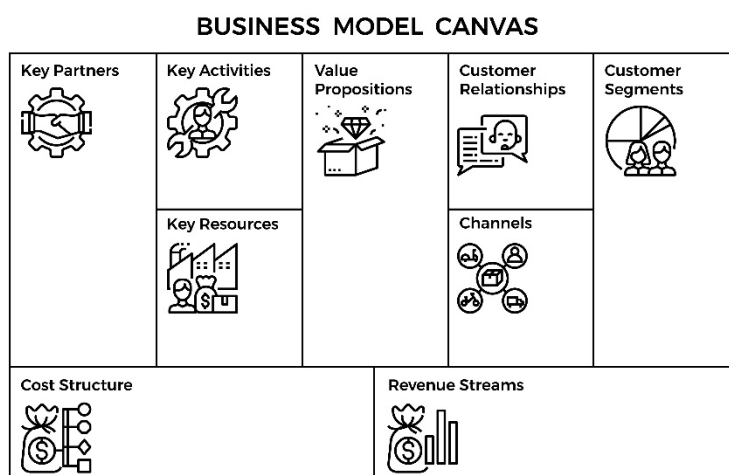 BUSINESS MODEL CANVAS
Key Partners
Key Activities
Value
Propositions
Customer
Relationships
Customer
Segments
Key Resources
Channels
Cost Structure
Revenue Streams